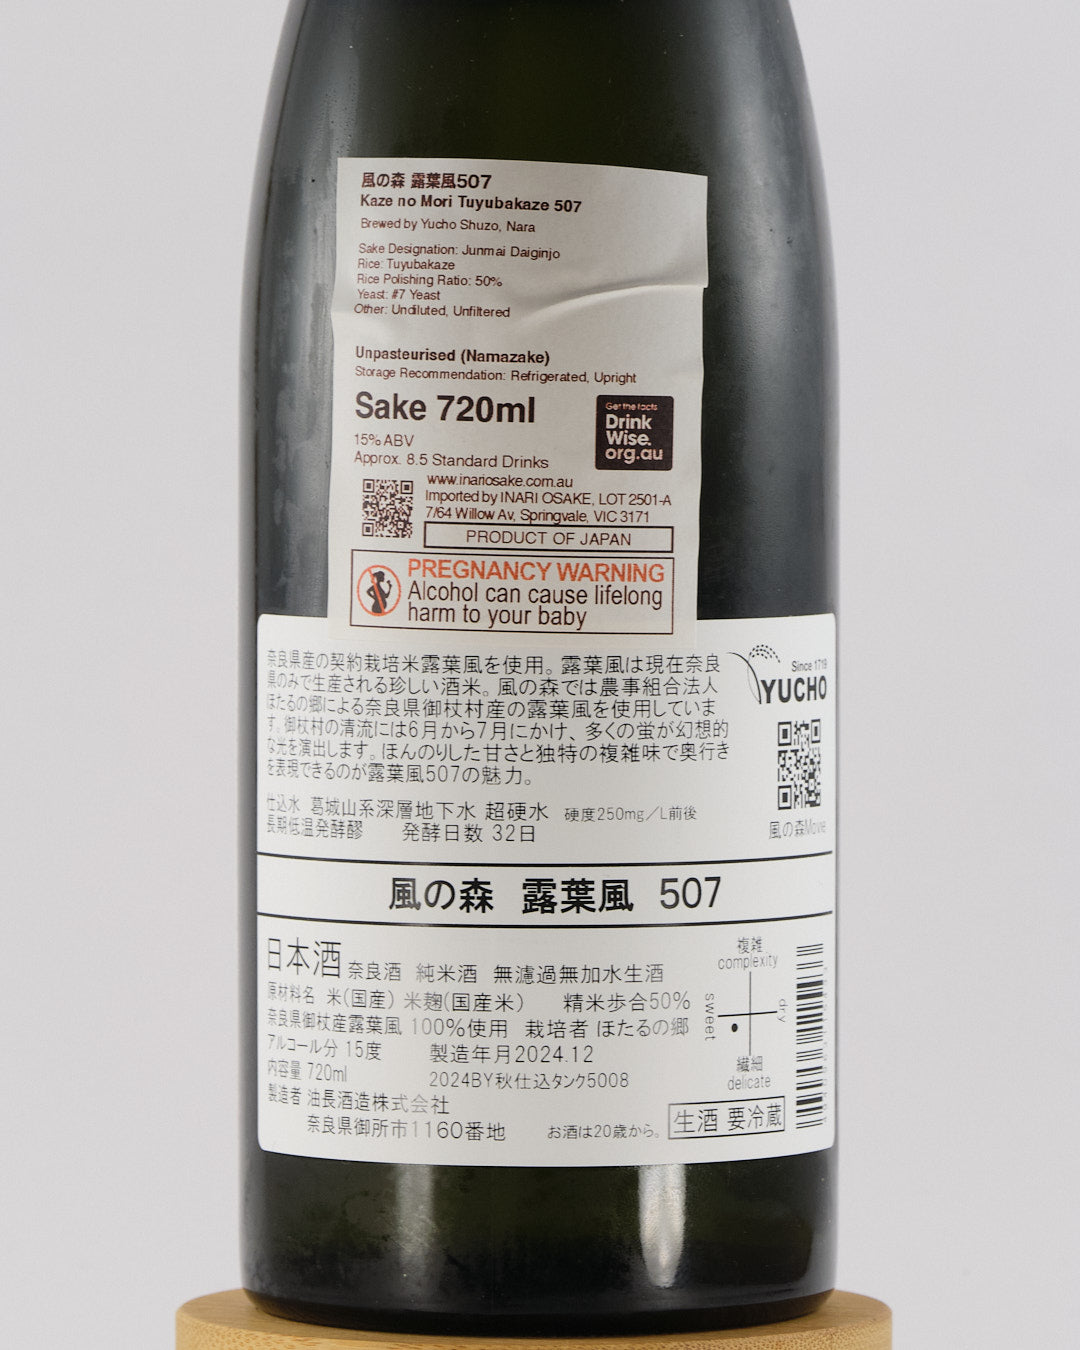 風の森 露葉風507
Kaze no Mori Tuyubakaze 507
Brewed by Yucho Shuzo, Nara
Sake Designation: Junmai Daiginjo
Rice: Tuyubakaze
Rice Polishing Ratio: 50%
Yeast: #7 Yeast
Other: Undiluted, Unfiltered
Unpasteurised (Namazake)
Storage Recommendation: Refrigerated, Upright
Sake 720ml
15% ABV
Approx. 8.5 Standard Drinks
Get the facts
Drink
Wise.
org.au
www.inariosake.com.au
Imported by INARI OSAKE, LOT 2501-A
7/64 Willow Av, Springvale, VIC 3171
PRODUCT OF JAPAN
PREGNANCY WARNING
Alcohol can cause lifelong
harm to your baby
奈良県産の契約栽培米露葉風を使用。露葉風は現在奈良
県のみで生産される珍しい酒米。風の森では農事組合法人
ほたるの郷による奈良県御杖村産の露葉風を使用していま
す。御杖村の清流には6月から7月にかけ、多くの蛍が幻想的
な光を演出します。ほんのりした甘さと独特の複雑味で奥行き
を表現できるのが露葉風507の魅力。
Since 1719
YUCHO
風の森Movie
仕込水 葛城山系深層地下水 超硬水 硬度250mg/L前後
長期低温発酵醪 発酵日数 32日
風の森 露葉風 507
日本酒 奈良酒 純米酒 無濾過無加水生酒
原材料名 米(国産) 米麹(国産米) 精米歩合50%
奈良県御杖産露葉風 100%使用 栽培者 ほたるの郷
アルコール分 15度 製造年月2024.12
内容量 720ml 2024BY秋仕込タンク5008
製造者 油長酒造株式会社
奈良県御所市1160番地 お酒は20歳から。
生酒 要冷蔵
複雑
complexity
sweet
dry
繊細
delicate